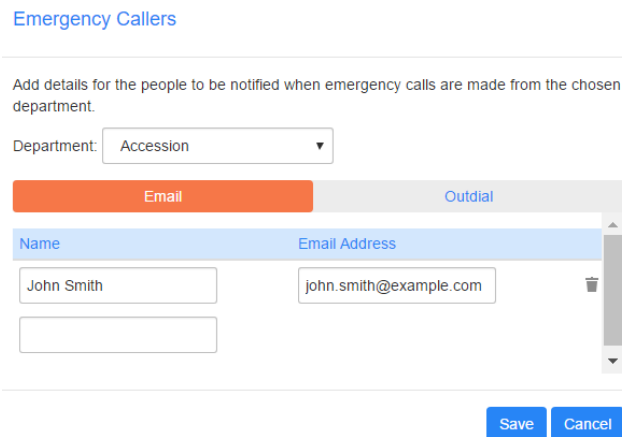 Emergency Callers
Add details for the people to be notified when emergency calls are made from the chosen
department.
Department: Accession
Email Outdial
Name Email Address
John Smith john.smith@example.com
Save Cancel